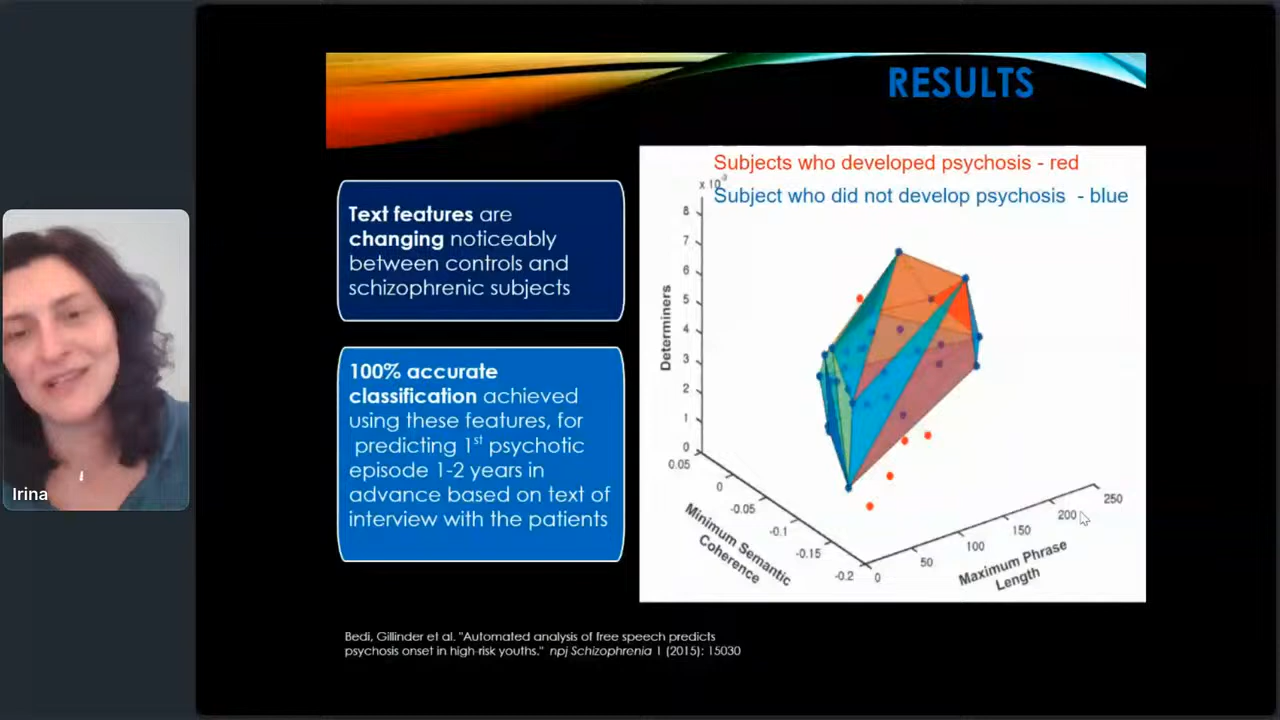 RESULTS
Text features are
changing noticeably
between controls and
schizophrenic subjects
100% accurate
classification achieved
using these features, for
predicting 1st psychotic
episode 1-2 years in
advance based on text of
interview with the patients
Subjects who developed psychosis - red
Subject who did not develop psychosis - blue
x 10-3
8
7
6
5
4
3
2
1
0
Determiners
0.05
0
-0.05
-0.1
-0.15
-0.2
Minimum Semantic
Coherence
0
50
100
150
200
250
Maximum Phrase
Length
Irina
Bedi, Gillinder et al. "Automated analysis of free speech predicts
psychosis onset in high-risk youths." npj Schizophrenia 1 (2015): 15030